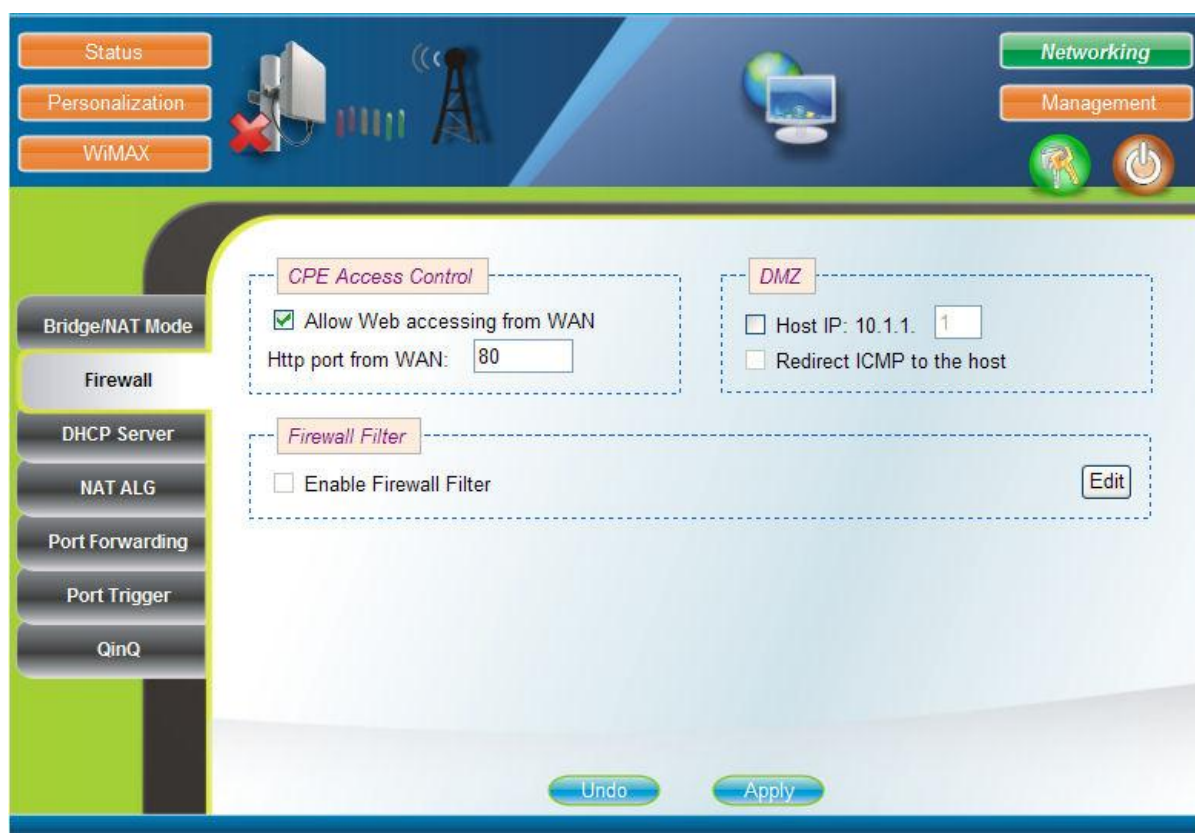 Status
Personalization
WiMAX
Networking
Management
Bridge/NAT Mode
Firewall
DHCP Server
NAT ALG
Port Forwarding
Port Trigger
QinQ
CPE Access Control
Allow Web accessing from WAN
Http port from WAN: 80
DMZ
Host IP: 10.1.1. 1
Redirect ICMP to the host
Firewall Filter
Enable Firewall Filter
Edit
Undo
Apply